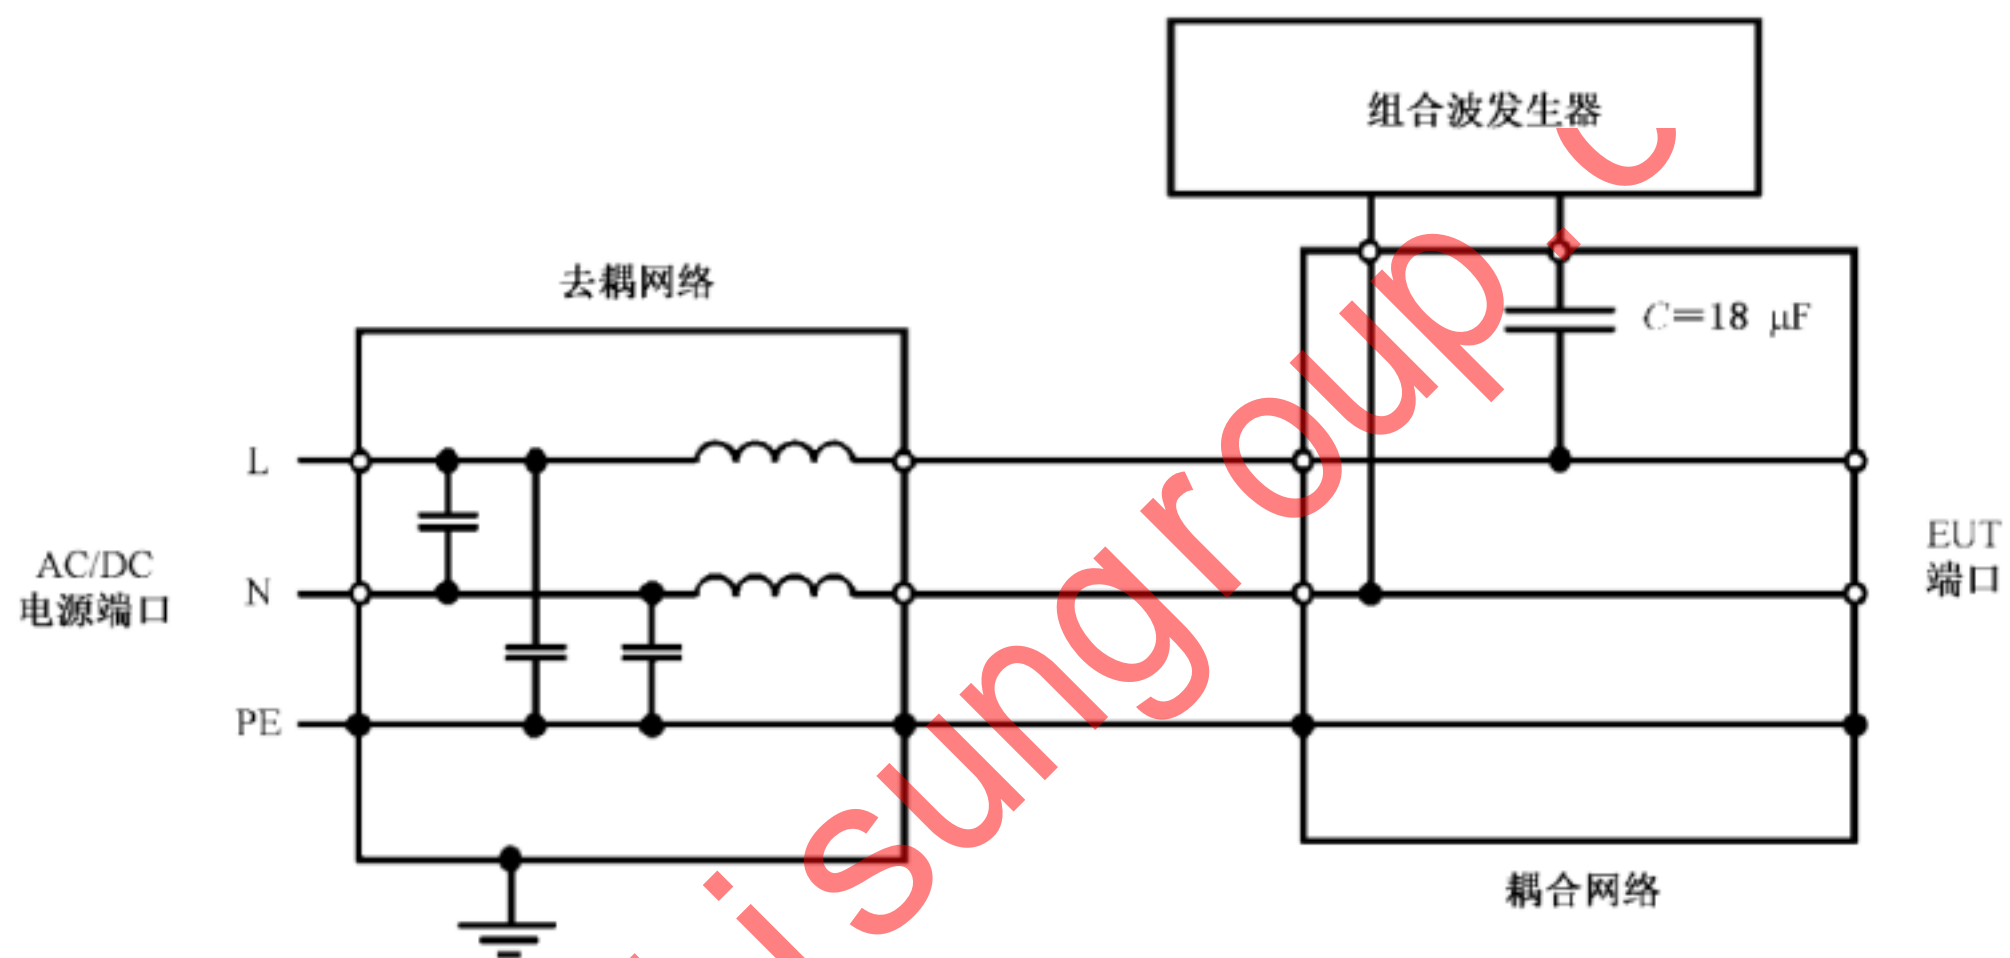 组合波发生器
去耦网络
C=18 μF
L
AC/DC
电源端口
N
PE
EUT
端口
耦合网络
isungroup.c